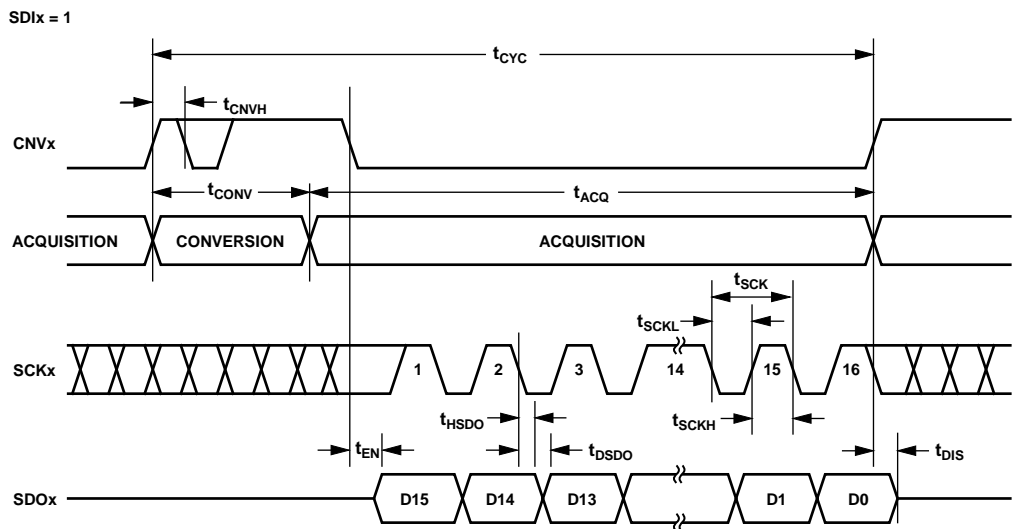 SDIx = 1
tCYC
tCNVH
CNVx
tCONV
tACQ
ACQUISITION
CONVERSION
ACQUISITION
tSCK
tSCKL
SCKx
1
2
3
14
15
16
tHSDO
tSCKH
tEN
tDSDO
tDIS
SDOx
D15
D14
D13
D1
D0